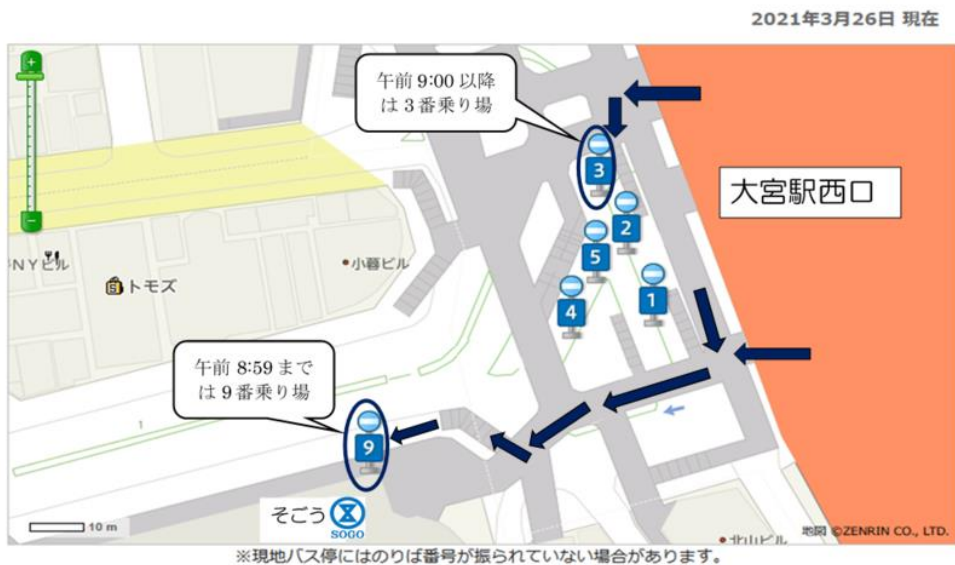 2021年3月26日 現在
午前 9:00 以降
は 3 番乗り場
3
大宮駅西口
2
5
NYビル
トモズ
小暮ビル
1
4
午前 8:59 まで
は 9 番乗り場
9
そごう
SOGO
10 m
北山ビル
地図 ©ZENRIN CO., LTD.
※現地バス停にはのりば番号が振られていない場合があります。